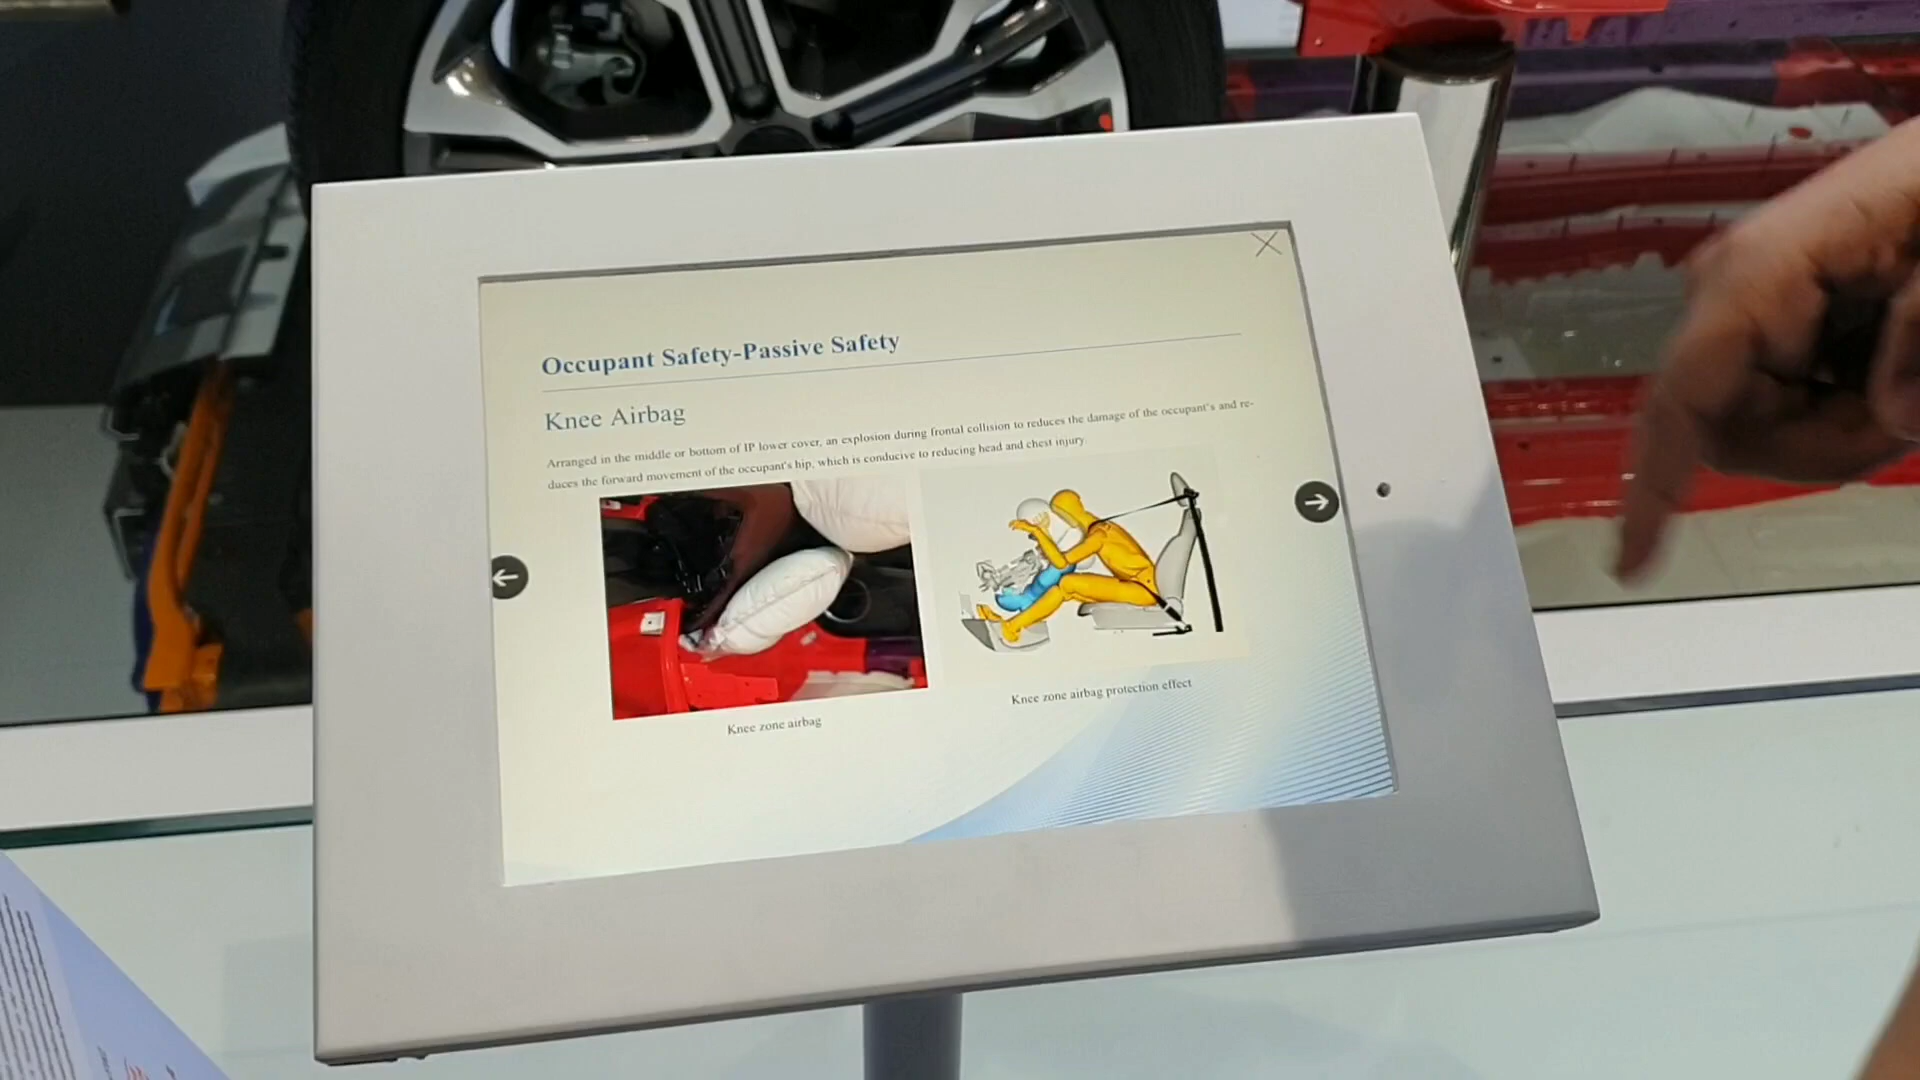 Occupant Safety-Passive Safety
Knee Airbag
Arranged in the middle or bottom of IP lower cover, an explosion during frontal collision to reduces the damage of the occupant's and re-
duces the forward movement of the occupant's hip, which is conducive to reducing head and chest injury
Knee zone airbag
Knee zone airbag protection effect